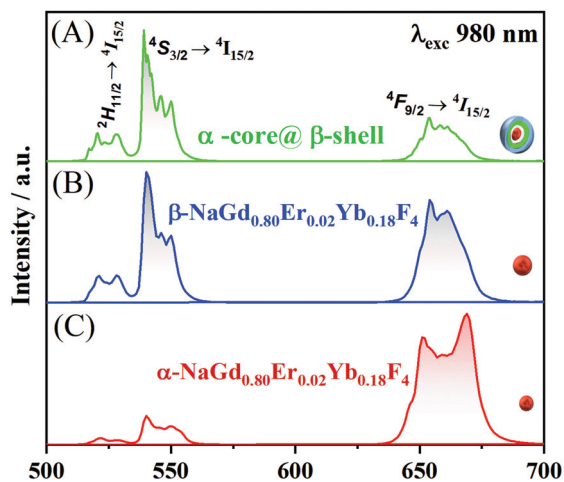 (A)
²H₁₁/₂ → ⁴I₁₅/₂
⁴S₃/₂ → ⁴I₁₅/₂
λexc 980 nm
⁴F₉/₂ → ⁴I₁₅/₂
α -core@ β-shell
(B)
β-NaGd₀.₈₀Er₀.₀₂Yb₀.₁₈F₄
(C)
α-NaGd₀.₈₀Er₀.₀₂Yb₀.₁₈F₄
Intensity / a.u.
500 550 600 650 700